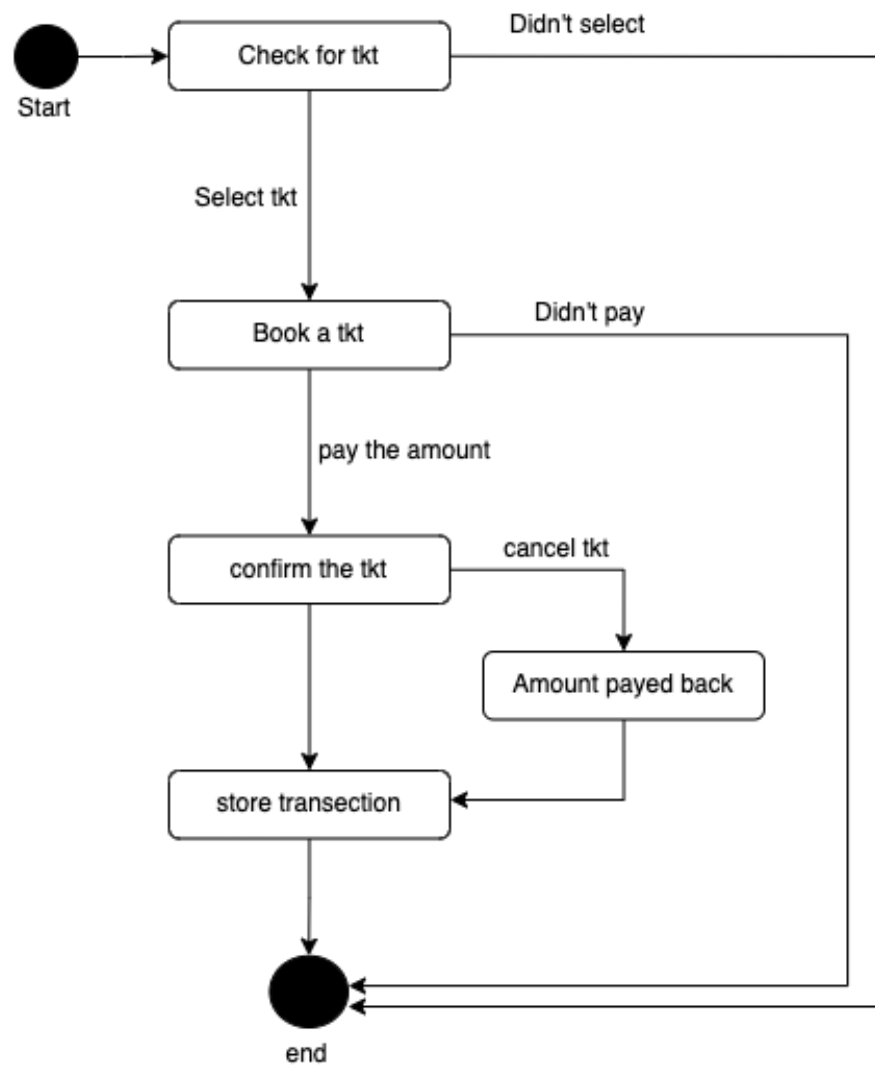 Didn't select
Check for tkt
Start
Select tkt
Didn't pay
Book a tkt
pay the amount
cancel tkt
confirm the tkt
Amount payed back
store transection
end